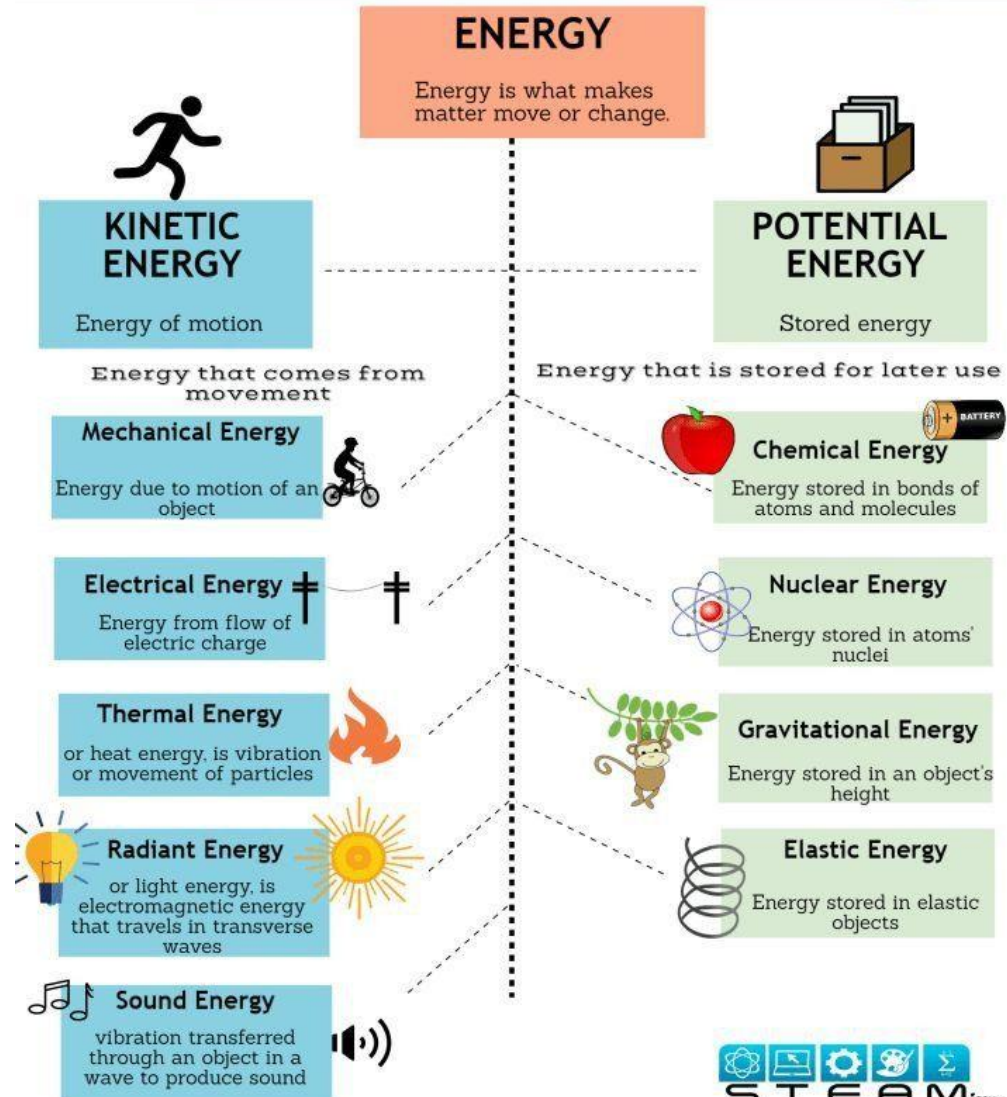 ENERGY
Energy is what makes
matter move or change.
KINETIC
ENERGY
Energy of motion
POTENTIAL
ENERGY
Stored energy
Energy that comes from
movement
Energy that is stored for later use
Mechanical Energy
Energy due to motion of an
object
+ BATTERY
Chemical Energy
Energy stored in bonds of
atoms and molecules
Electrical Energy
Energy from flow of
electric charge
Nuclear Energy
Energy stored in atoms'
nuclei
Thermal Energy
or heat energy, is vibration
or movement of particles
Gravitational Energy
Energy stored in an object's
height
Radiant Energy
or light energy, is
electromagnetic energy
that travels in transverse
waves
Elastic Energy
Energy stored in elastic
objects
Sound Energy
vibration transferred
through an object in a
wave to produce sound
Σ
STEAM